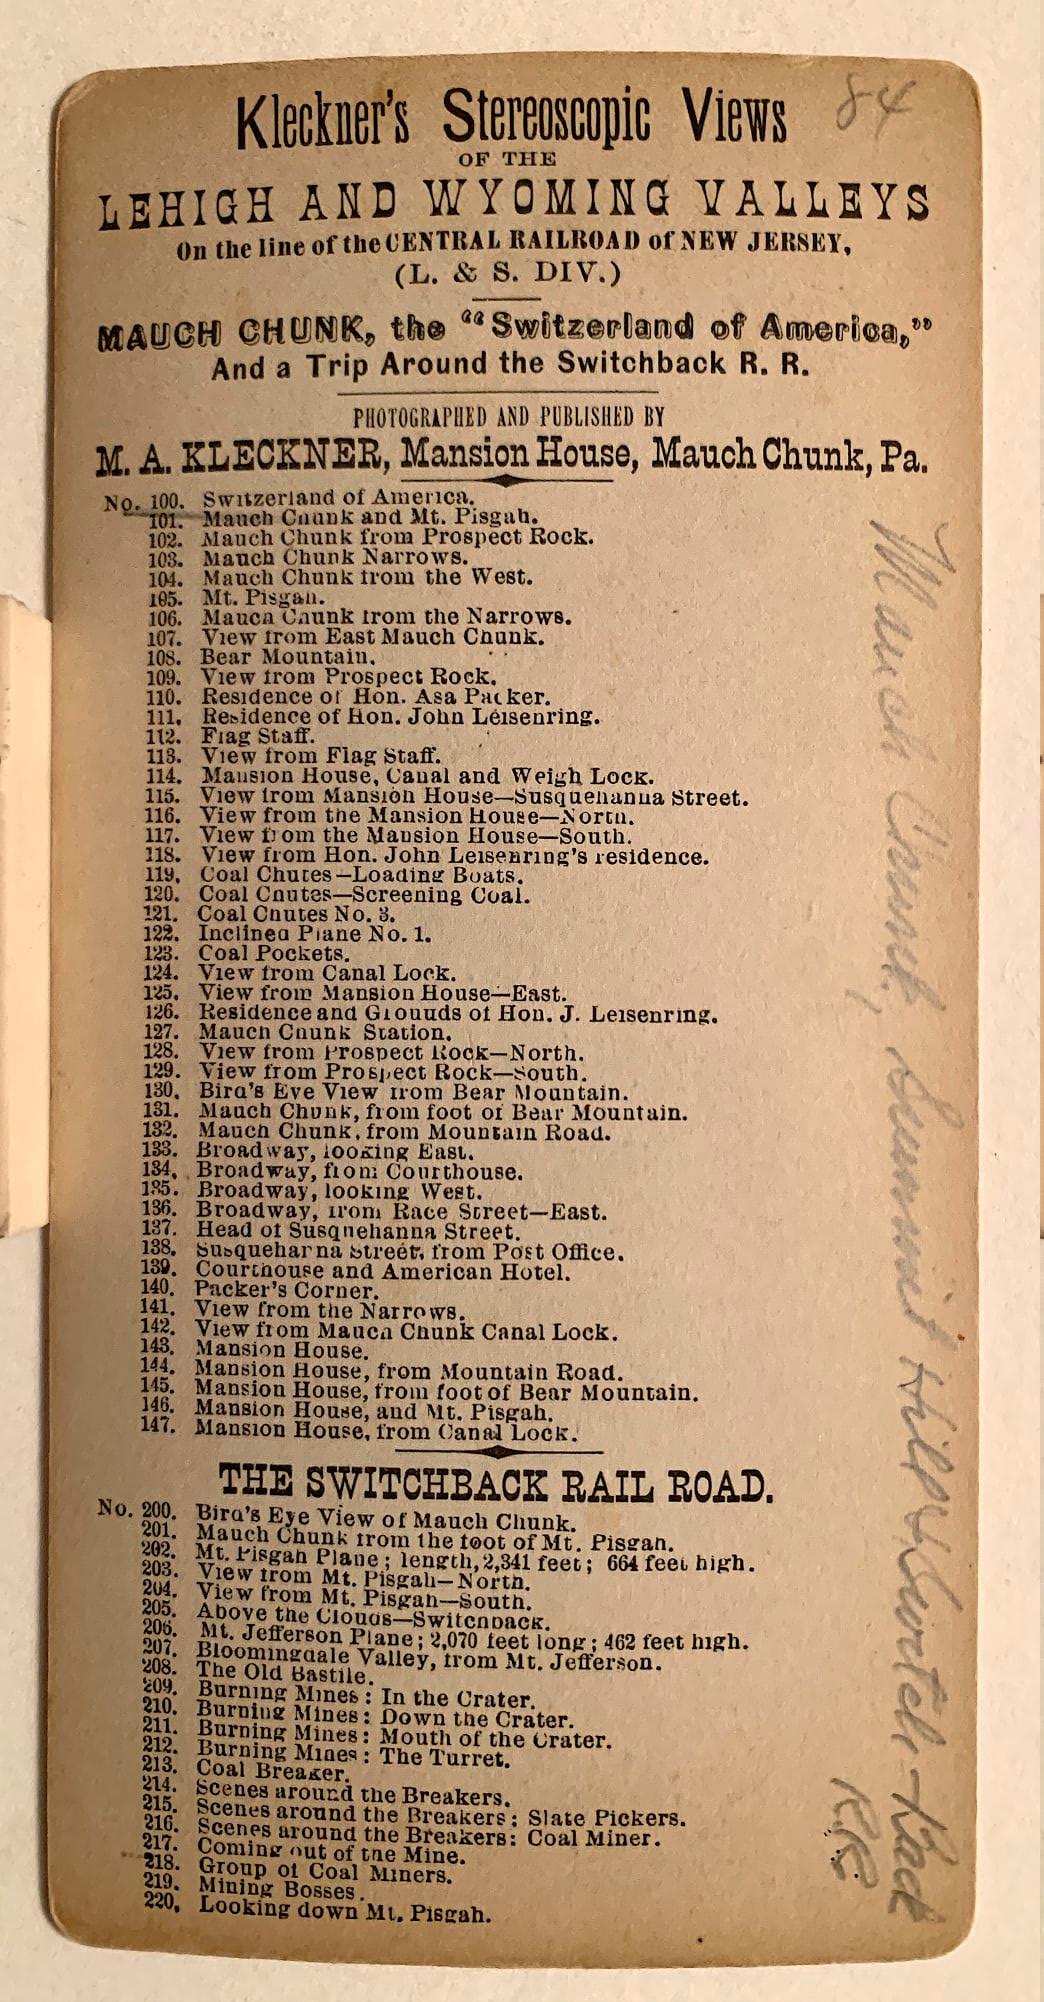 84
Kleckner's Stereoscopic Views
OF THE
LEHIGH AND WYOMING VALLEYS
On the line of the CENTRAL RAILROAD of NEW JERSEY,
(L. & S. DIV.)
MAUCH CHUNK, the "Switzerland of America,"
And a Trip Around the Switchback R. R.
PHOTOGRAPHED AND PUBLISHED BY
M. A. KLECKNER, Mansion House, Mauch Chunk, Pa.
No. 100. Switzerland of America.
101. Mauch Chunk and Mt. Pisgah.
102. Mauch Chunk from Prospect Rock.
103. Mauch Chunk Narrows.
104. Mauch Chunk from the West.
105. Mt. Pisgah.
106. Mauch Chunk from the Narrows.
107. View from East Mauch Chunk.
108. Bear Mountain.
109. View from Prospect Rock.
110. Residence of Hon. Asa Packer.
111. Residence of Hon. John Leisenring.
112. Flag Staff.
113. View from Flag Staff.
114. Mansion House, Canal and Weigh Lock.
115. View from Mansion House—Susquehanna Street.
116. View from the Mansion House—North.
117. View from the Mansion House—South.
118. View from Hon. John Leisenring's residence.
119. Coal Chutes—Loading Boats.
120. Coal Chutes—Screening Coal.
121. Coal Chutes No. 3.
122. Inclined Plane No. 1.
123. Coal Pockets.
124. View from Canal Lock.
125. View from Mansion House—East.
126. Residence and Grounds of Hon. J. Leisenring.
127. Mauch Chunk Station.
128. View from Prospect Rock—North.
129. View from Prospect Rock—South.
130. Bird's Eye View from Bear Mountain.
131. Mauch Chunk, from foot of Bear Mountain.
132. Mauch Chunk, from Mountain Road.
133. Broadway, looking East.
134. Broadway, from Courthouse.
135. Broadway, looking West.
136. Broadway, from Race Street—East.
137. Head of Susquehanna Street.
138. Susquehanna Street, from Post Office.
139. Courthouse and American Hotel.
140. Packer's Corner.
141. View from the Narrows.
142. View from Mauch Chunk Canal Lock.
143. Mansion House.
144. Mansion House, from Mountain Road.
145. Mansion House, from foot of Bear Mountain.
146. Mansion House, and Mt. Pisgah.
147. Mansion House, from Canal Lock.
THE SWITCHBACK RAIL ROAD.
No. 200. Bird's Eye View of Mauch Chunk.
201. Mauch Chunk from the foot of Mt. Pisgah.
202. Mt. Pisgah Plane; length, 2,341 feet; 664 feet high.
203. View from Mt. Pisgah—North.
204. View from Mt. Pisgah—South.
205. Above the Clouds—Switchback.
206. Mt. Jefferson Plane; 2,070 feet long; 462 feet high.
207. Bloomingdale Valley, from Mt. Jefferson.
208. The Old Bastile.
209. Burning Mines: In the Crater.
210. Burning Mines: Down the Crater.
211. Burning Mines: Mouth of the Crater.
212. Burning Mines: The Turret.
213. Coal Breaker.
214. Scenes around the Breakers.
215. Scenes around the Breakers: Slate Pickers.
216. Scenes around the Breakers: Coal Miner.
217. Coming out of the Mine.
218. Group of Coal Miners.
219. Mining Bosses.
220. Looking down Mt. Pisgah.
Mauch Chunk, Summit Hill & Switch-Back
R.R.